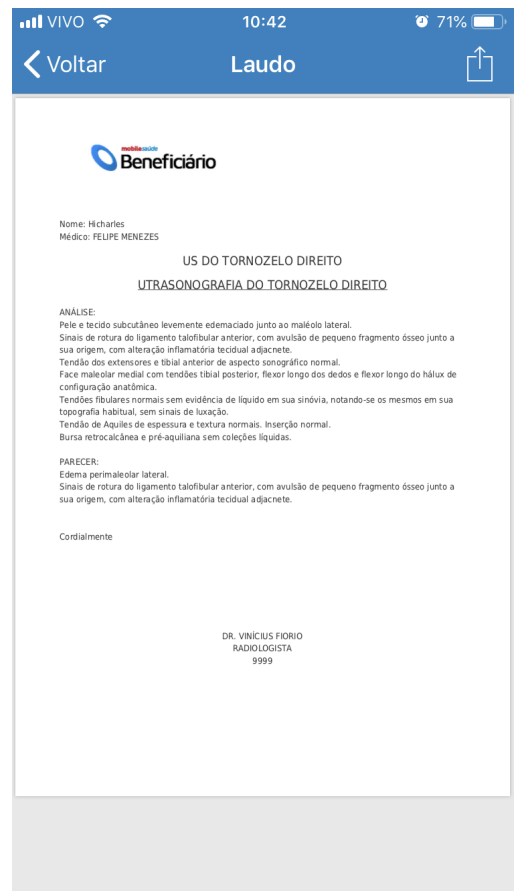 VIVO 10:42 71%
Voltar Laudo
mobilasaúde
Beneficiário
Nome: Hicharles
Médico: FELIPE MENEZES
US DO TORNOZELO DIREITO
UTRASONOGRAFIA DO TORNOZELO DIREITO
ANÁLISE:
Pele e tecido subcutâneo levemente edemaciado junto ao maléolo lateral.
Sinais de rotura do ligamento talofibular anterior, com avulsão de pequeno fragmento ósseo junto a
sua origem, com alteração inflamatória tecidual adjacnete.
Tendão dos extensores e tibial anterior de aspecto sonográfico normal.
Face maleolar medial com tendões tibial posterior, flexor longo dos dedos e flexor longo do hálux de
configuração anatômica.
Tendões fibulares normais sem evidência de líquido em sua sinóvia, notando-se os mesmos em sua
topografia habitual, sem sinais de luxação.
Tendão de Aquiles de espessura e textura normais. Inserção normal.
Bursa retrocalcânea e pré-aquiliana sem coleções líquidas.
PARECER:
Edema perimaleolar lateral.
Sinais de rotura do ligamento talofibular anterior, com avulsão de pequeno fragmento ósseo junto a
sua origem, com alteração inflamatória tecidual adjacnete.
Cordialmente
DR. VINÍCIUS FIORIO
RADIOLOGISTA
9999